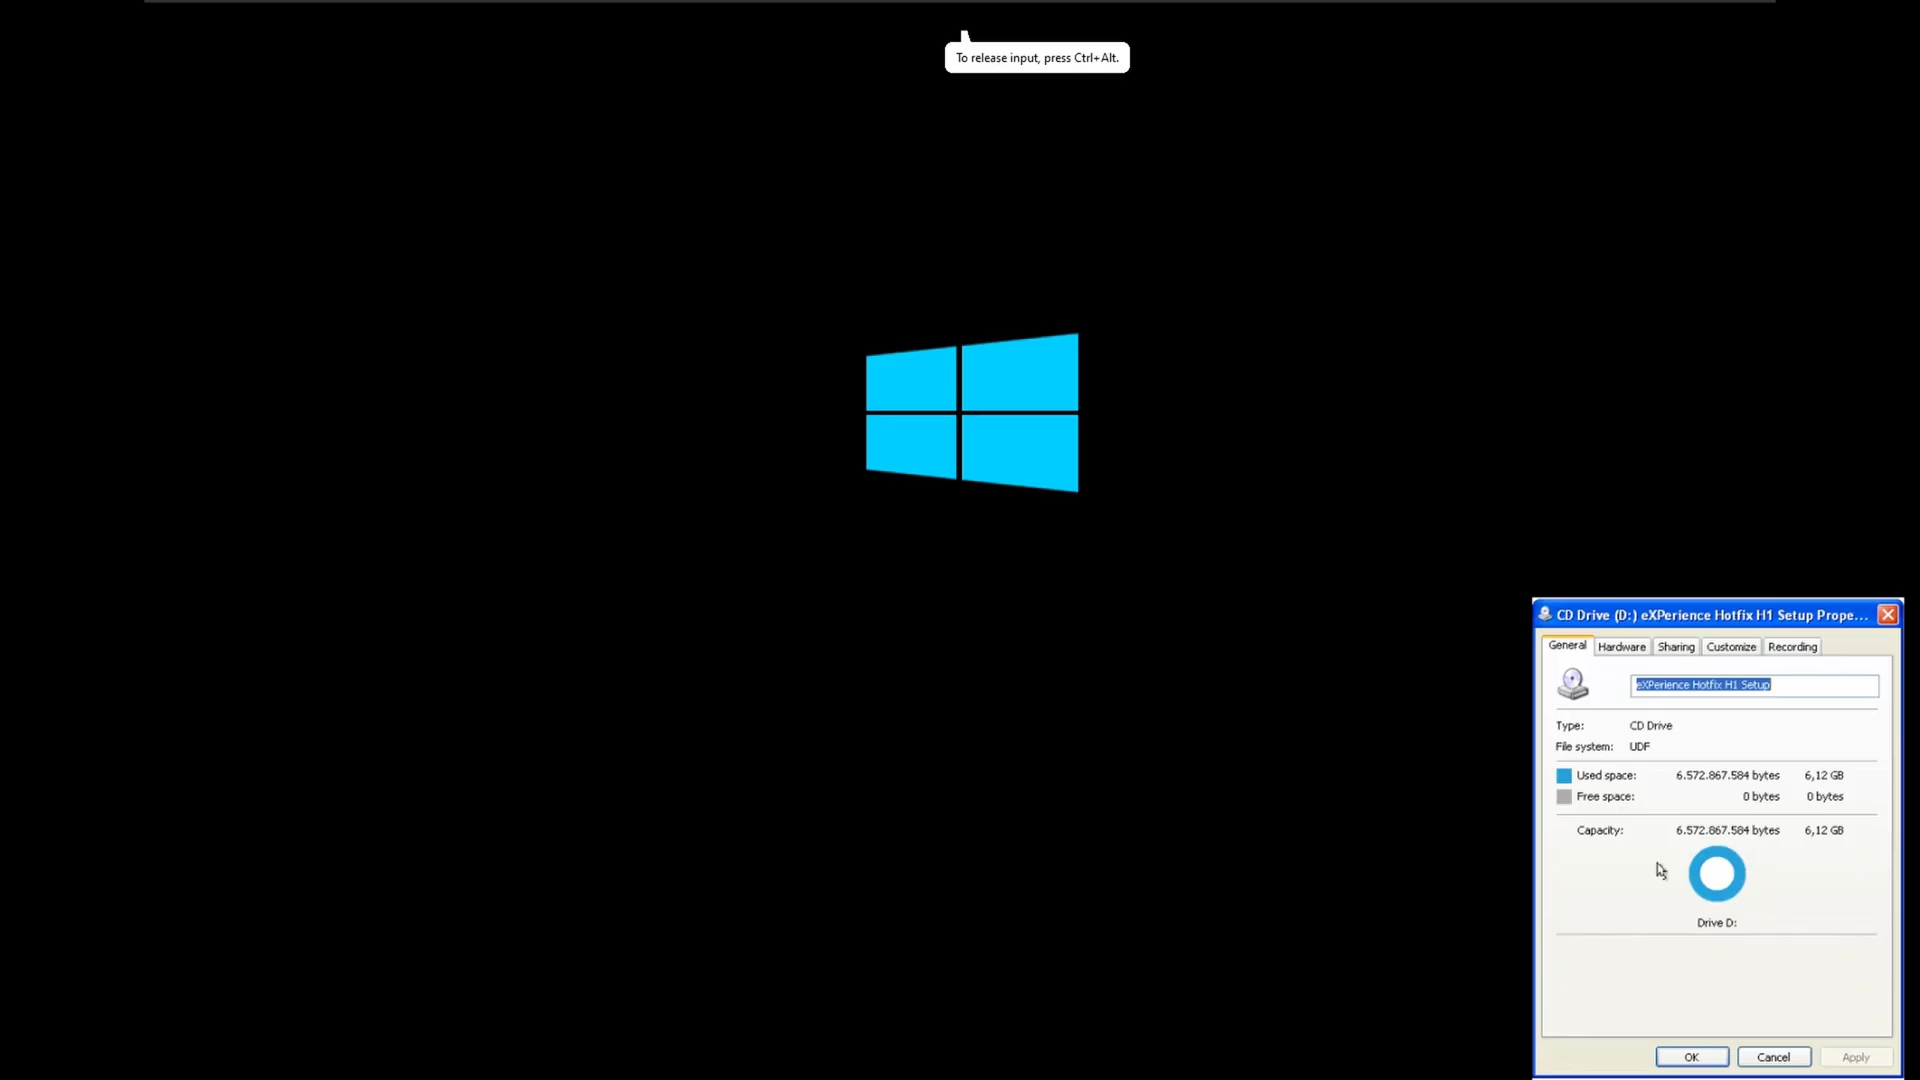 To release input, press Ctrl+Alt.
CD Drive (D:) eXPerience Hotfix H1 Setup Prope...
General Hardware Sharing Customize Recording
eXPerience Hotfix H1 Setup
Type: CD Drive
File system: UDF
Used space: 6.572.867.584 bytes 6,12 GB
Free space: 0 bytes 0 bytes
Capacity: 6.572.867.584 bytes 6,12 GB
Drive D:
OK Cancel Apply